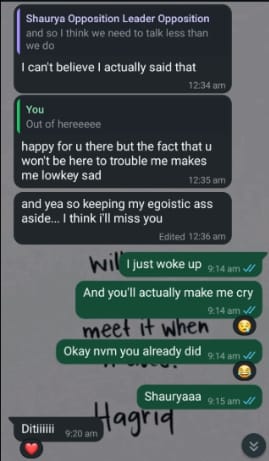 Shaurya Opposition Leader Opposition
and so I think we need to talk less than
we do
I can't believe I actually said that
12:34 am
You
Out of hereeeee
happy for u there but the fact that u
won't be here to trouble me makes
me lowkey sad
12:35 am
and yea so keeping my egoistic ass
aside... I think i'll miss you
Edited 12:36 am
I just woke up 9:14 am
And you'll actually make me cry
9:14 am
meet it when
Okay nvm you already did 9:14 am
Shauryaaa 9:15 am
Hagrid
Ditiiiiii 9:20 am